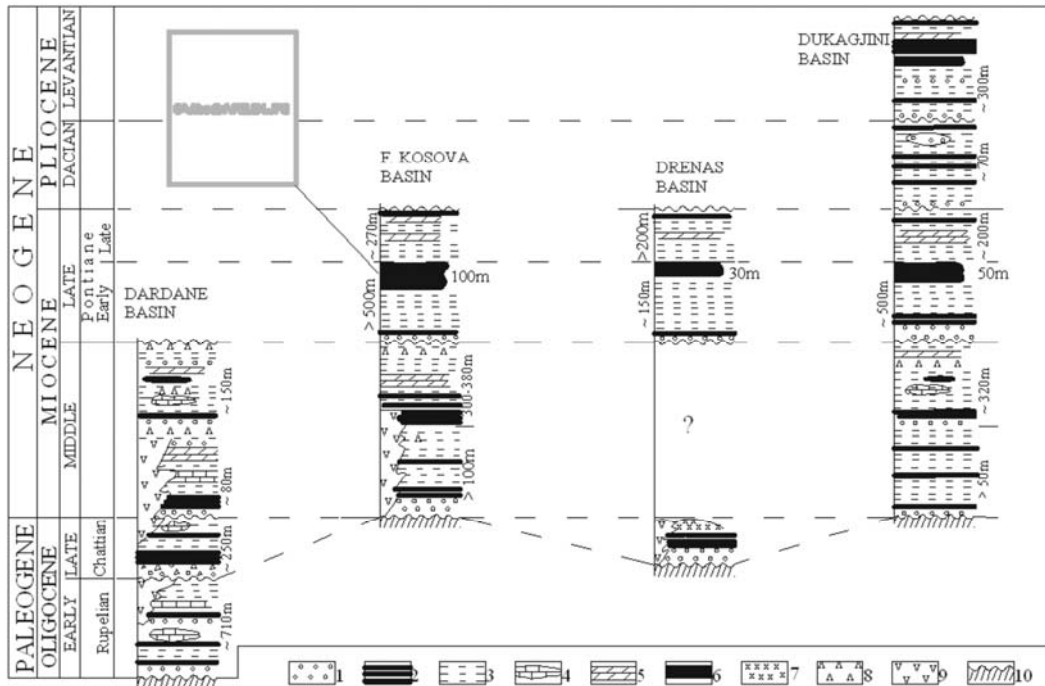 NEOGENE
PLIOCENE
LEVANTIAN
DACIAN
MIOCENE
LATE
Pontiane
Early Late
MIDDLE
PALEOGENE
OLIGOCENE
LATE
Chattian
EARLY
Rupelian
DARDANE
BASIN
~150m
~80m
~250m
~710m
F. KOSOVA
BASIN
~270m
100m
>500m
300-380m
>100m
DRENAS
BASIN
>200m
30m
~150m
?
DUKAGJINI
BASIN
~300m
~70m
~200m
50m
~500m
~320m
>50m
1 2 3 4 5 6 7 8 9 10